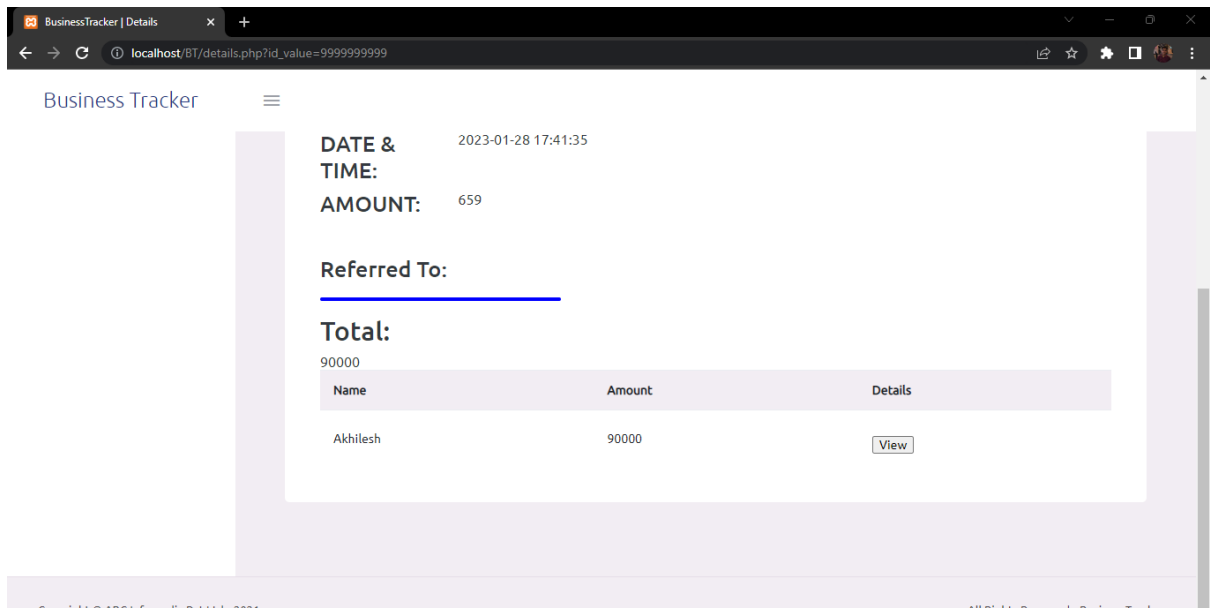 BusinessTracker | Details
localhost/BT/details.php?id_value=9999999999
Business Tracker
DATE & 2023-01-28 17:41:35
TIME:
AMOUNT: 659
Referred To:
Total:
90000
Name Amount Details
Akhilesh 90000 View